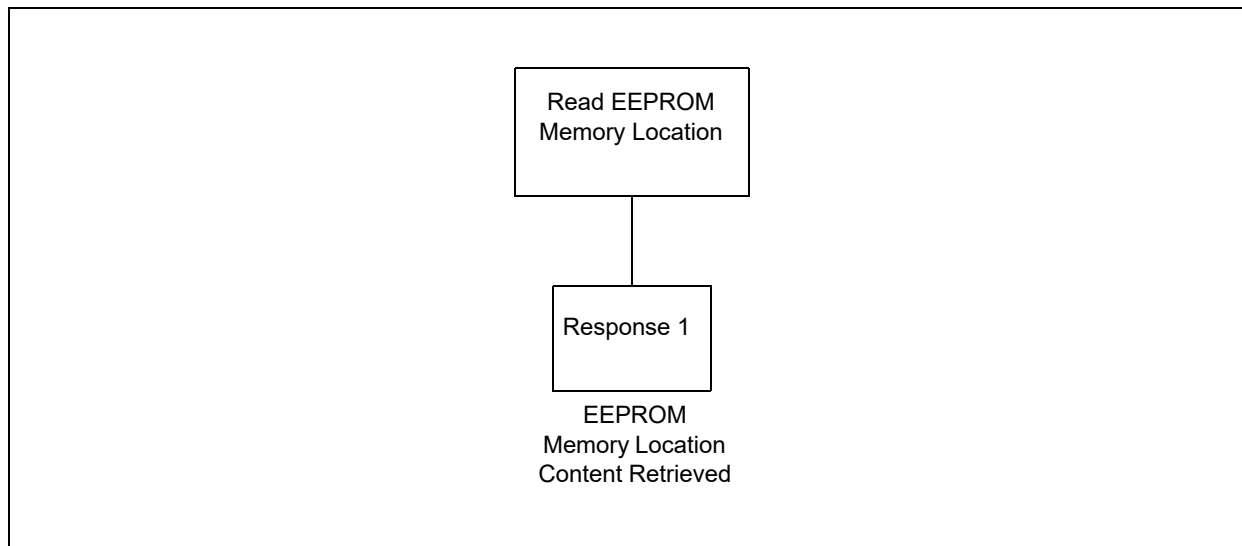 Read EEPROM
Memory Location
Response 1
EEPROM
Memory Location
Content Retrieved